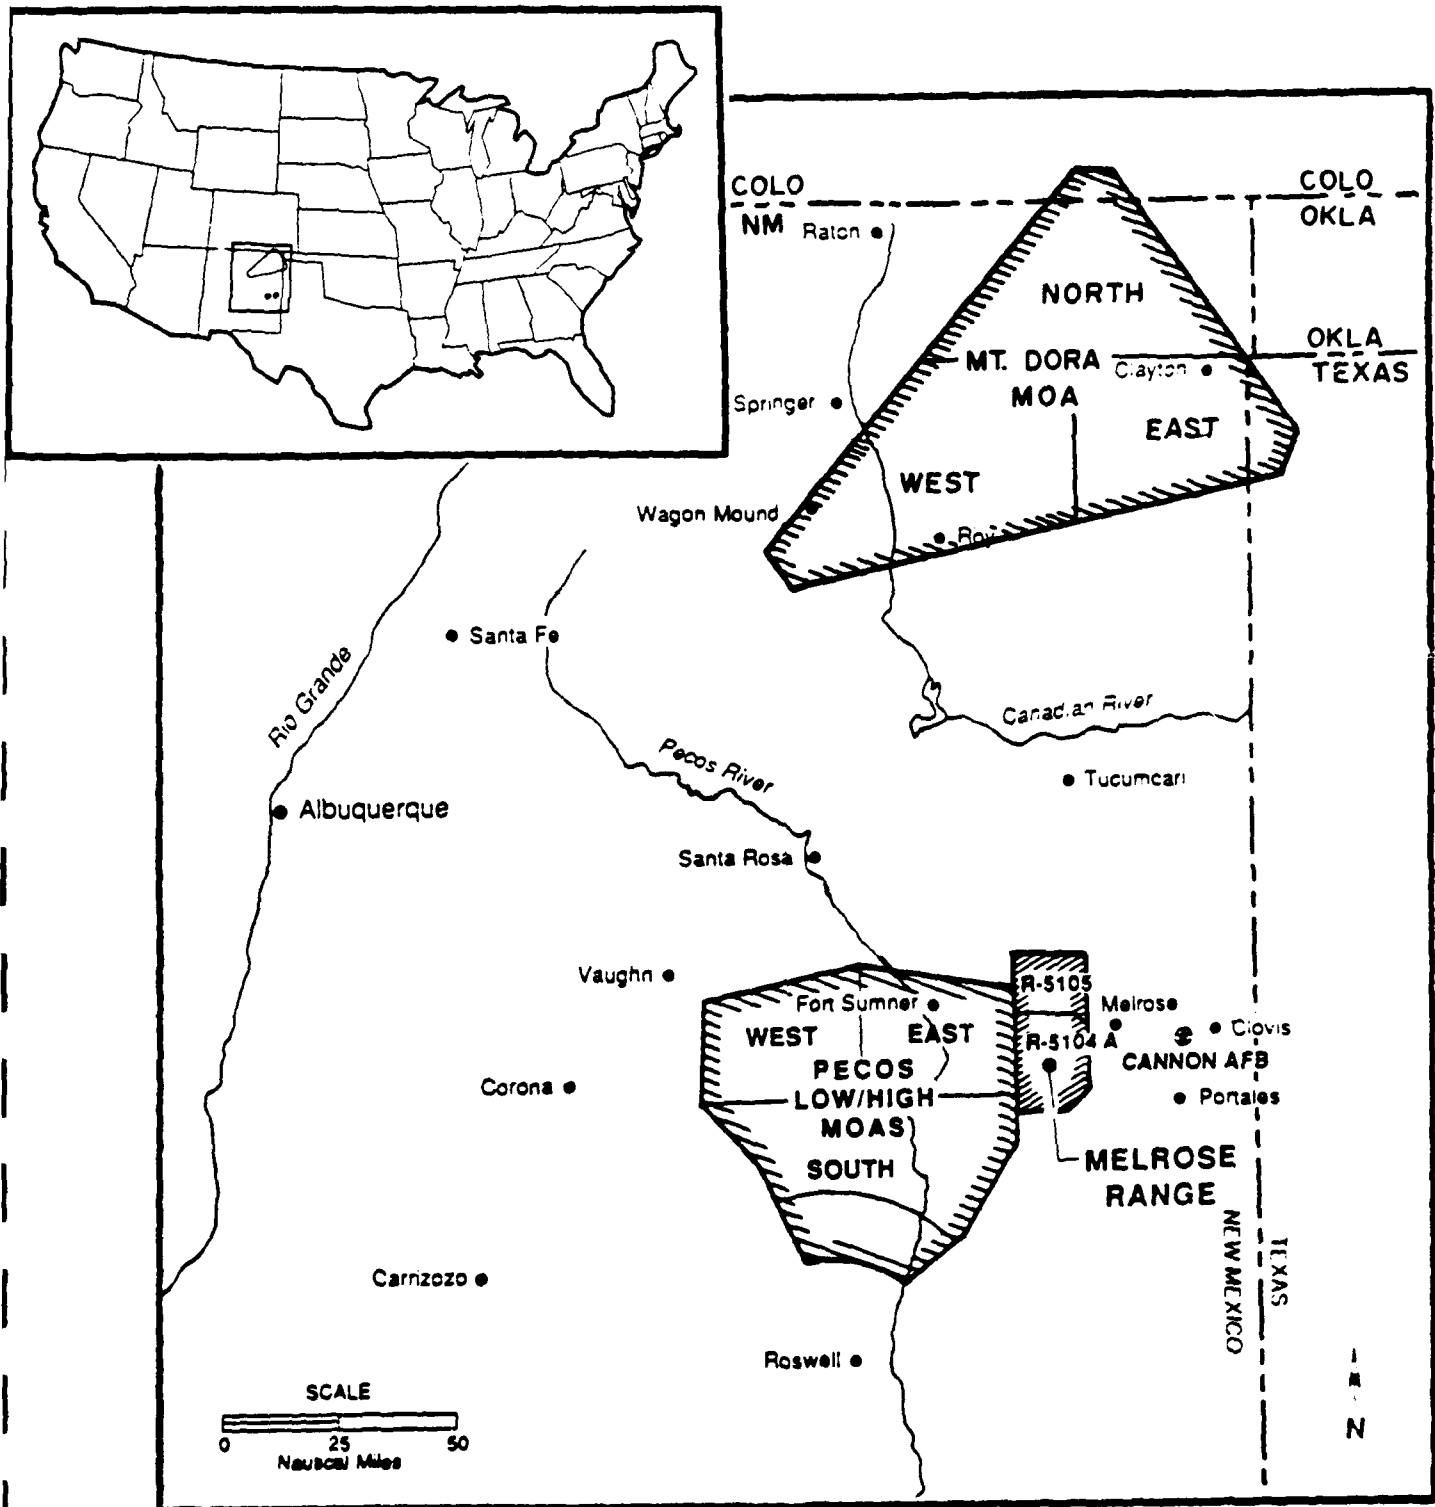 COLO
COLO
NM
OKLA
Raton
NORTH
OKLA
MT. DORA
Clayton
TEXAS
MOA
Springer
EAST
WEST
Wagon Mound
Roy
Santa Fe
Rio Grande
Canadian River
Pecos River
Tucumcari
Albuquerque
Santa Rosa
Vaughn
R-5105
Fort Sumner
Melrose
WEST
EAST
R-5104 A
Clovis
CANNON AFB
PECOS
Corona
LOW/HIGH
Portales
MOAS
MELROSE
SOUTH
RANGE
NEW MEXICO
TEXAS
Carrizozo
Roswell
SCALE
0 25 50
Nautical Miles
N